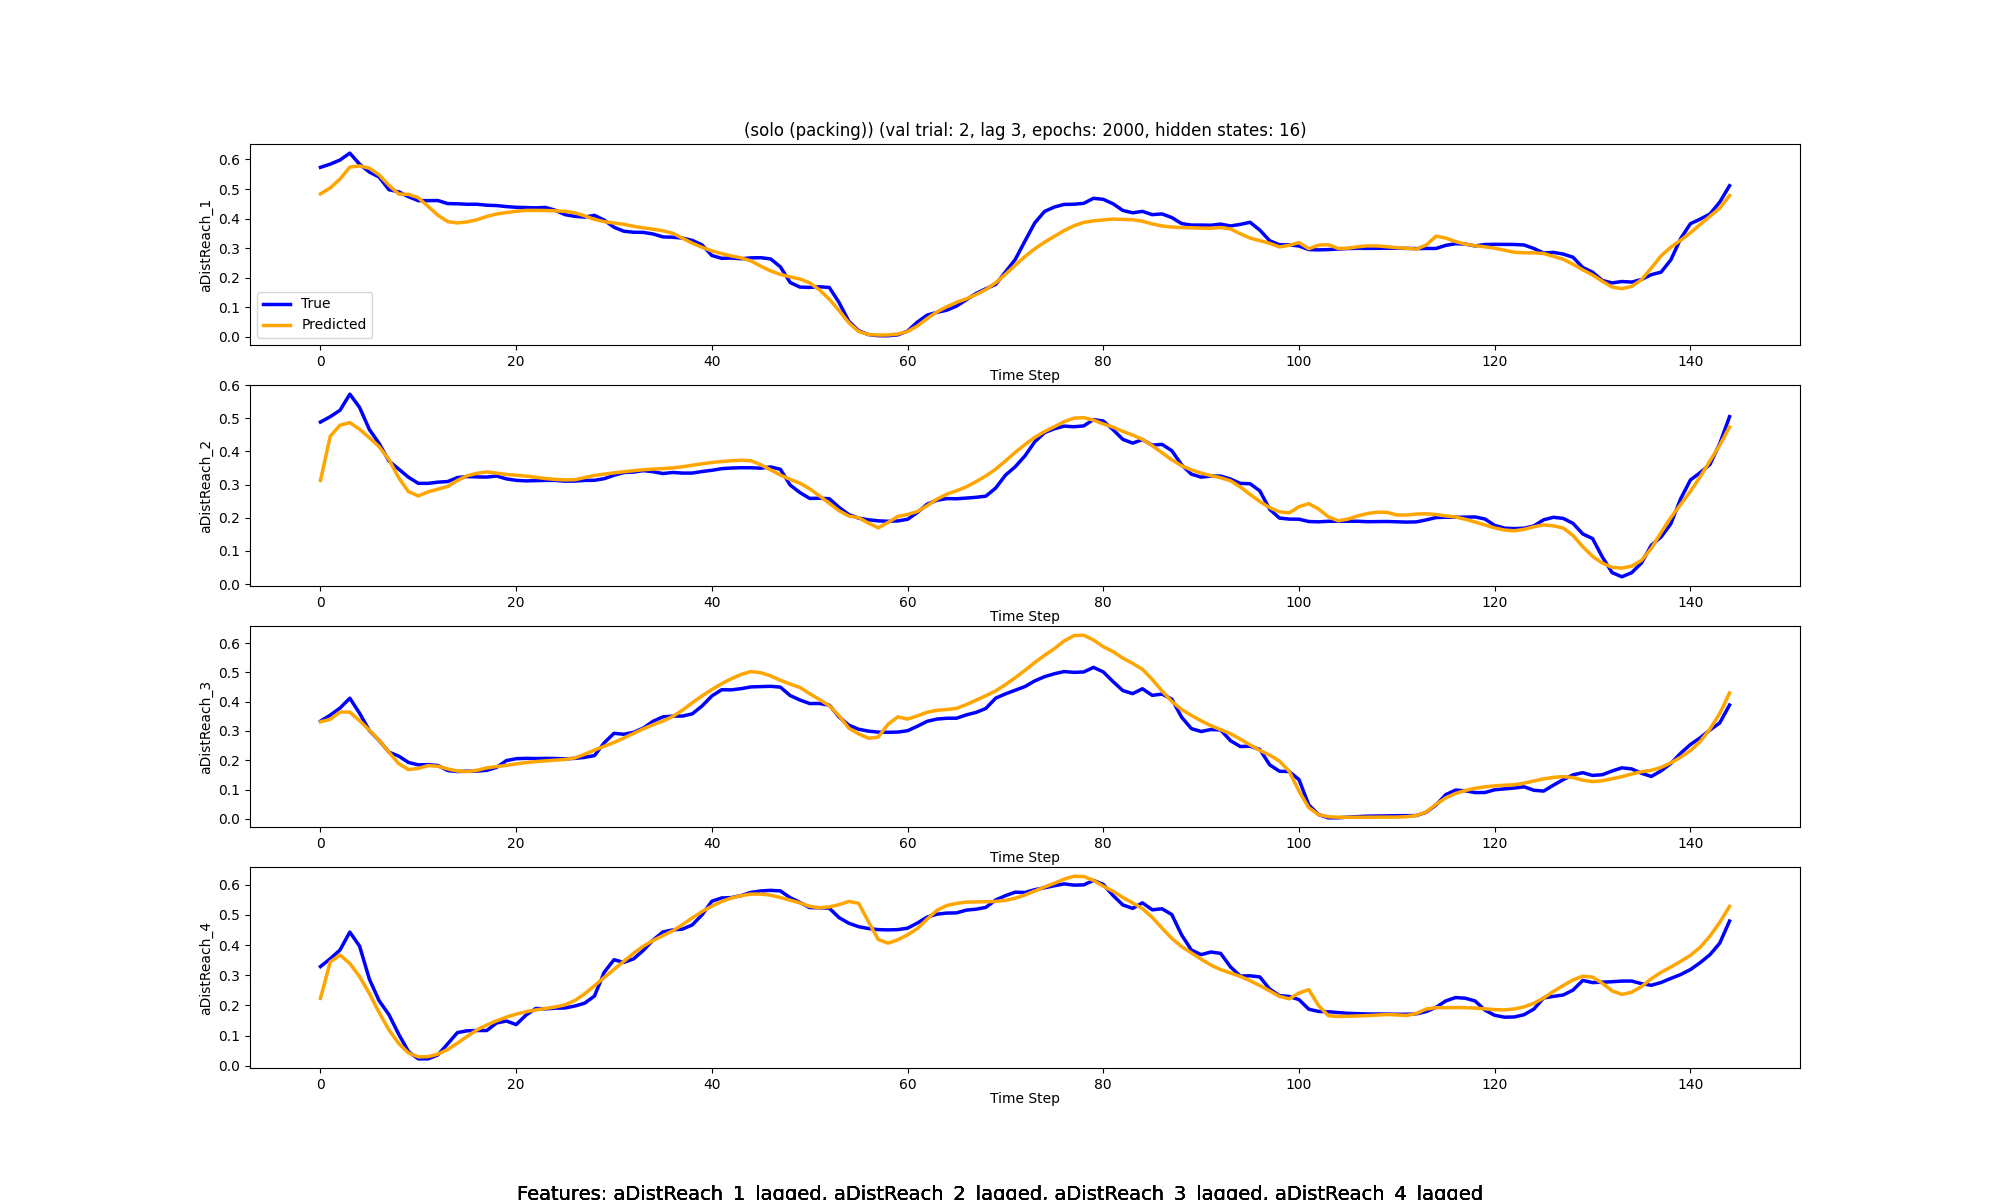 (solo (packing)) (val trial: 2, lag 3, epochs: 2000, hidden states: 16)
0.6
0.5
0.4
0.3
0.2
0.1
0.0
aDistReach_1
True
Predicted
0 20 40 60 80 100 120 140
Time Step
0.6
0.5
0.4
0.3
0.2
0.1
0.0
aDistReach_2
0 20 40 60 80 100 120 140
Time Step
0.6
0.5
0.4
0.3
0.2
0.1
0.0
aDistReach_3
0 20 40 60 80 100 120 140
Time Step
0.6
0.5
0.4
0.3
0.2
0.1
0.0
aDistReach_4
0 20 40 60 80 100 120 140
Time Step
Features: aDistReach_1_lagged, aDistReach_2_lagged, aDistReach_3_lagged, aDistReach_4_lagged